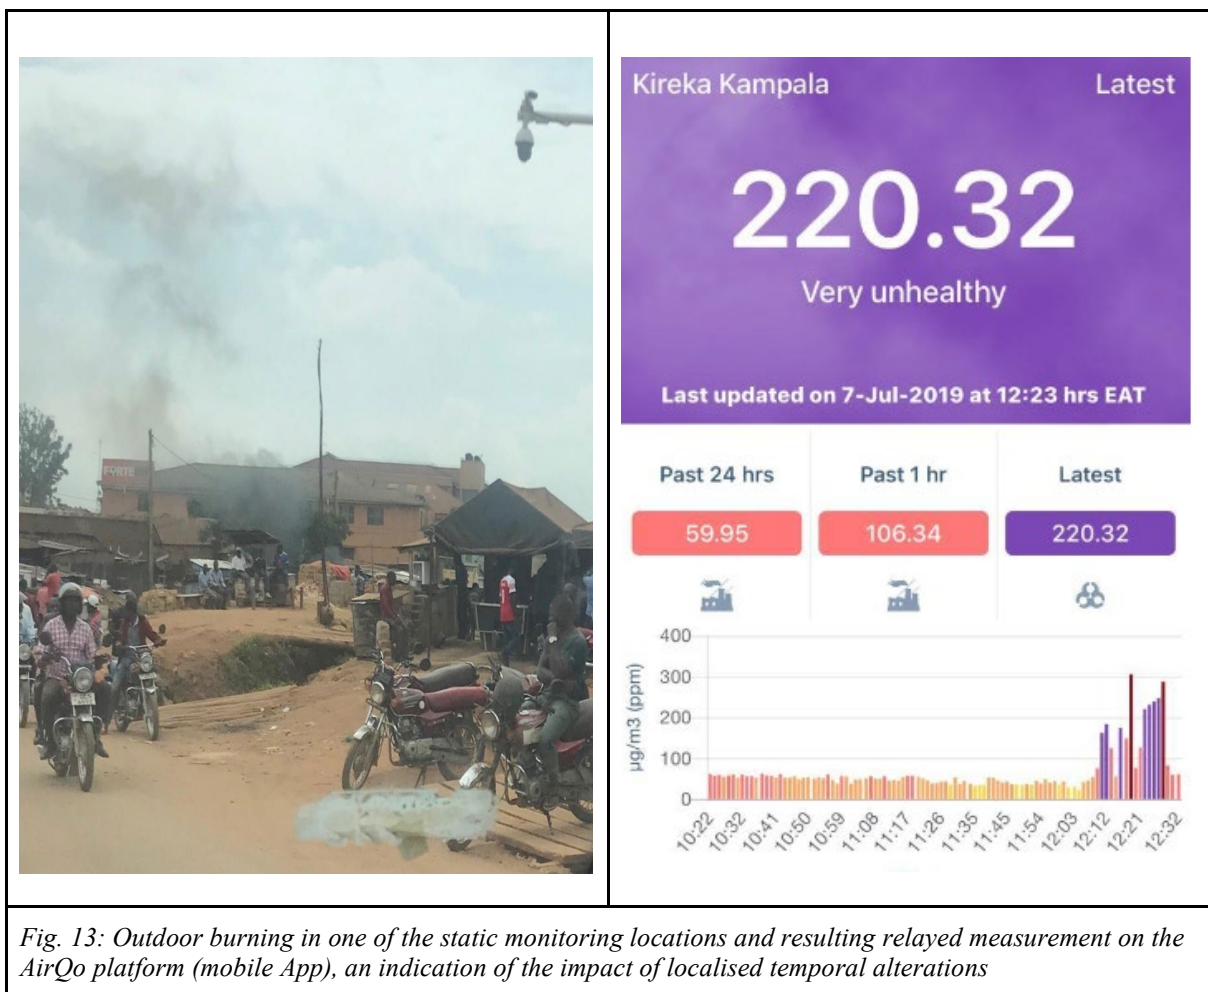 FORTE
Kireka Kampala
Latest
220.32
Very unhealthy
Last updated on 7-Jul-2019 at 12:23 hrs EAT
Past 24 hrs
Past 1 hr
Latest
59.95
106.34
220.32
µg/m3 (ppm)
400
300
200
100
0
10:22
10:32
10:41
10:50
10:59
11:08
11:17
11:26
11:35
11:45
11:54
12:03
12:12
12:21
12:32
Fig. 13: Outdoor burning in one of the static monitoring locations and resulting relayed measurement on the
AirQo platform (mobile App), an indication of the impact of localised temporal alterations